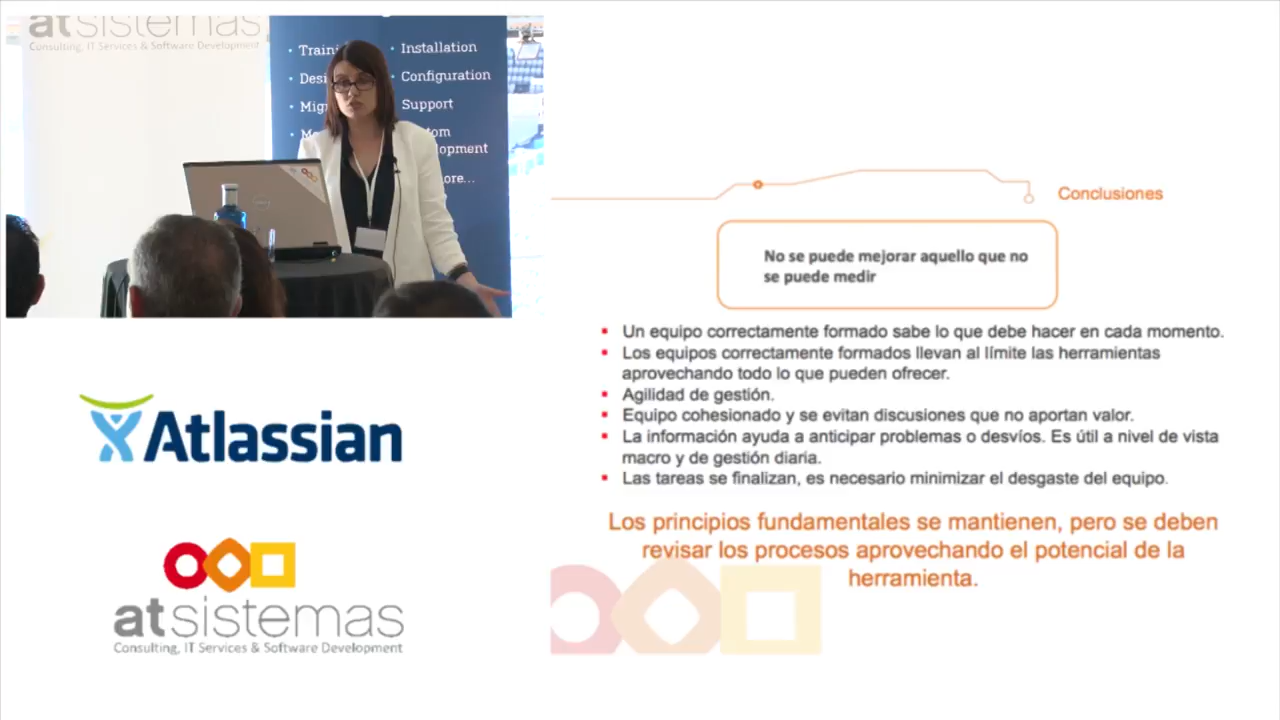 atsistemas
Consulting, IT Services & Software Development
• Installation
• Configuration
Support
Conclusiones
No se puede mejorar aquello que no
se puede medir
Un equipo correctamente formado sabe lo que debe hacer en cada momento.
Los equipos correctamente formados llevan al límite las herramientas
aprovechando todo lo que pueden ofrecer.
Agilidad de gestión.
Equipo cohesionado y se evitan discusiones que no aportan valor.
La información ayuda a anticipar problemas o desvíos. Es útil a nivel de vista
macro y de gestión diaria.
Las tareas se finalizan, es necesario minimizar el desgaste del equipo.
Los principios fundamentales se mantienen, pero se deben
revisar los procesos aprovechando el potencial de la
herramienta.
Atlassian
atsistemas
Consulting, IT Services & Software Development